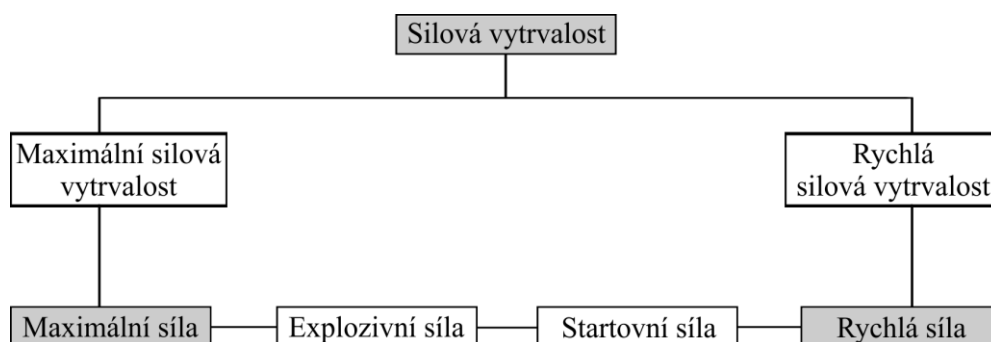 Silová vytrvalost
Maximální silová
vytrvalost
Rychlá
silová vytrvalost
Maximální síla
Explozivní síla
Startovní síla
Rychlá síla